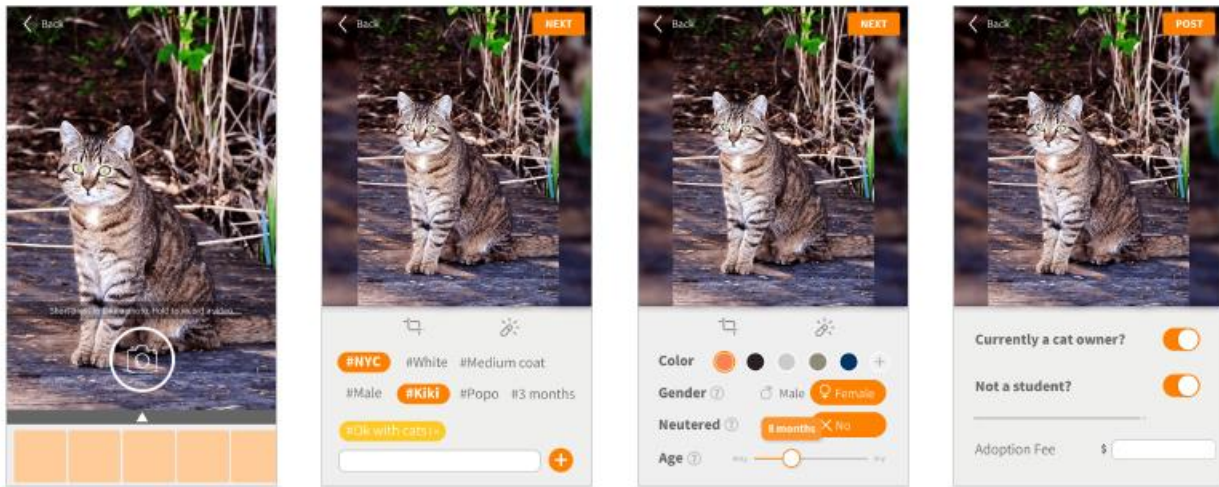 Back
Short press to take a photo. Hold to record a video.
Back NEXT
#NYC #White #Medium coat
#Male #Kiki #Popo #3 months
#Ok with cats
Back NEXT
Color
Gender Male Female
Neutered 8 months No
Age
Back POST
Currently a cat owner?
Not a student?
Adoption Fee $